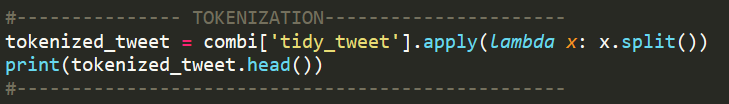 #--------------- TOKENIZATION----------------------
tokenized_tweet = combi['tidy_tweet'].apply(lambda x: x.split())
print(tokenized_tweet.head())
#--------------------------------------------------